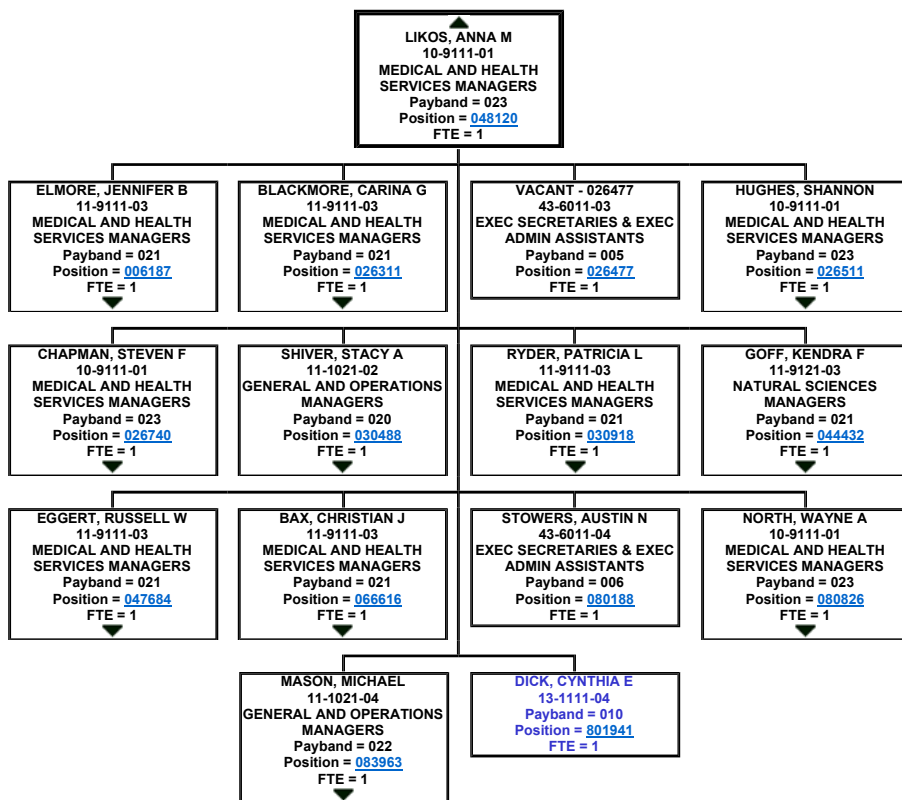 LIKOS, ANNA M
10-9111-01
MEDICAL AND HEALTH
SERVICES MANAGERS
Payband = 023
Position = 048120
FTE = 1
ELMORE, JENNIFER B
11-9111-03
MEDICAL AND HEALTH
SERVICES MANAGERS
Payband = 021
Position = 006187
FTE = 1
BLACKMORE, CARINA G
11-9111-03
MEDICAL AND HEALTH
SERVICES MANAGERS
Payband = 021
Position = 026311
FTE = 1
VACANT - 026477
43-6011-03
EXEC SECRETARIES & EXEC
ADMIN ASSISTANTS
Payband = 005
Position = 026477
FTE = 1
HUGHES, SHANNON
10-9111-01
MEDICAL AND HEALTH
SERVICES MANAGERS
Payband = 023
Position = 026511
FTE = 1
CHAPMAN, STEVEN F
10-9111-01
MEDICAL AND HEALTH
SERVICES MANAGERS
Payband = 023
Position = 026740
FTE = 1
SHIVER, STACY A
11-1021-02
GENERAL AND OPERATIONS
MANAGERS
Payband = 020
Position = 030488
FTE = 1
RYDER, PATRICIA L
11-9111-03
MEDICAL AND HEALTH
SERVICES MANAGERS
Payband = 021
Position = 030918
FTE = 1
GOFF, KENDRA F
11-9121-03
NATURAL SCIENCES
MANAGERS
Payband = 021
Position = 044432
FTE = 1
EGGERT, RUSSELL W
11-9111-03
MEDICAL AND HEALTH
SERVICES MANAGERS
Payband = 021
Position = 047684
FTE = 1
BAX, CHRISTIAN J
11-9111-03
MEDICAL AND HEALTH
SERVICES MANAGERS
Payband = 021
Position = 066616
FTE = 1
STOWERS, AUSTIN N
43-6011-04
EXEC SECRETARIES & EXEC
ADMIN ASSISTANTS
Payband = 006
Position = 080188
FTE = 1
NORTH, WAYNE A
10-9111-01
MEDICAL AND HEALTH
SERVICES MANAGERS
Payband = 023
Position = 080826
FTE = 1
MASON, MICHAEL
11-1021-04
GENERAL AND OPERATIONS
MANAGERS
Payband = 022
Position = 083963
FTE = 1
DICK, CYNTHIA E
13-1111-04
Payband = 010
Position = 801941
FTE = 1